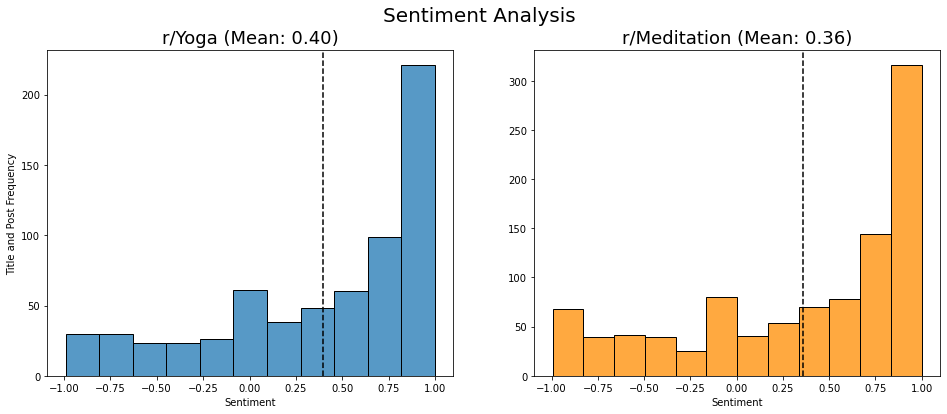 Sentiment Analysis
r/Yoga (Mean: 0.40)
200
150
100
50
0
Title and Post Frequency
−1.00 −0.75 −0.50 −0.25 0.00 0.25 0.50 0.75 1.00
Sentiment
r/Meditation (Mean: 0.36)
300
250
200
150
100
50
0
−1.00 −0.75 −0.50 −0.25 0.00 0.25 0.50 0.75 1.00
Sentiment